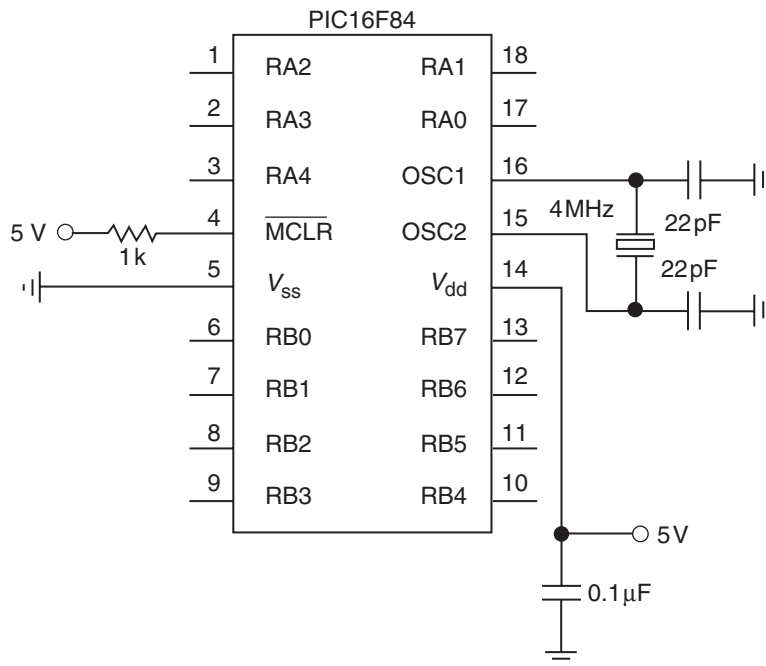 PIC16F84
1 RA2 RA1 18
2 RA3 RA0 17
3 RA4 OSC1 16
5 V 1k 4 MCLR OSC2 15
4MHz 22pF
22pF
5 Vss Vdd 14
6 RB0 RB7 13
7 RB1 RB6 12
8 RB2 RB5 11
9 RB3 RB4 10
5V
0.1μF